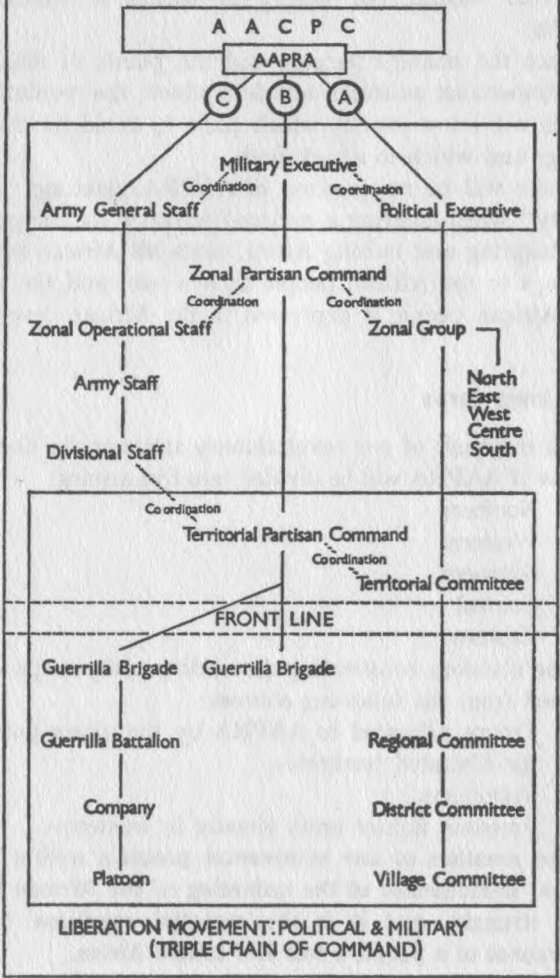 A A C P C
AAPRA
C B A
Military Executive
Coordination Coordination
Army General Staff Political Executive
Zonal Partisan Command
Coordination Coordination
Zonal Operational Staff Zonal Group
Army Staff
North
East
West
Centre
South
Divisional Staff
Coordination
Territorial Partisan Command
Coordination
Territorial Committee
FRONT LINE
Guerrilla Brigade Guerrilla Brigade
Guerrilla Battalion Regional Committee
Company District Committee
Platoon Village Committee
LIBERATION MOVEMENT: POLITICAL & MILITARY
(TRIPLE CHAIN OF COMMAND)